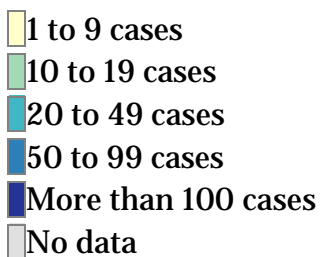 1 to 9 cases
10 to 19 cases
20 to 49 cases
50 to 99 cases
More than 100 cases
No data